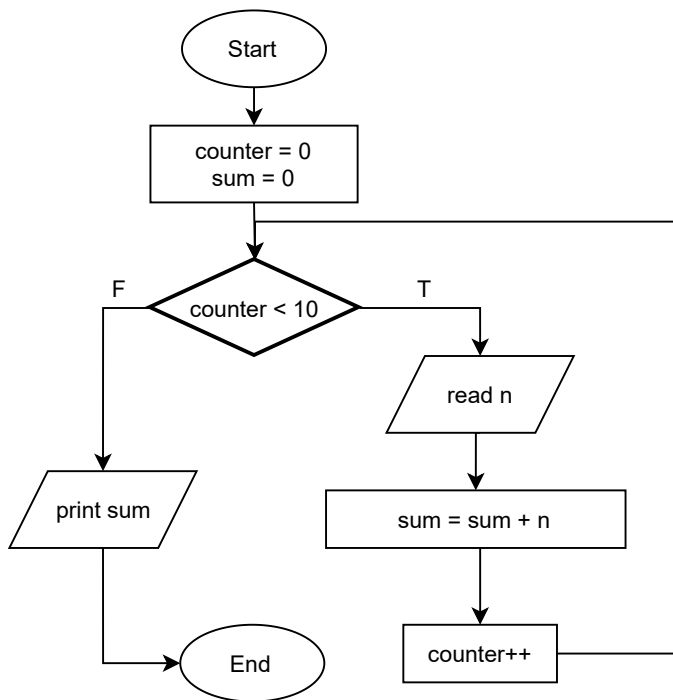 Start
counter = 0
sum = 0
F
T
counter < 10
read n
print sum
sum = sum + n
End
counter++